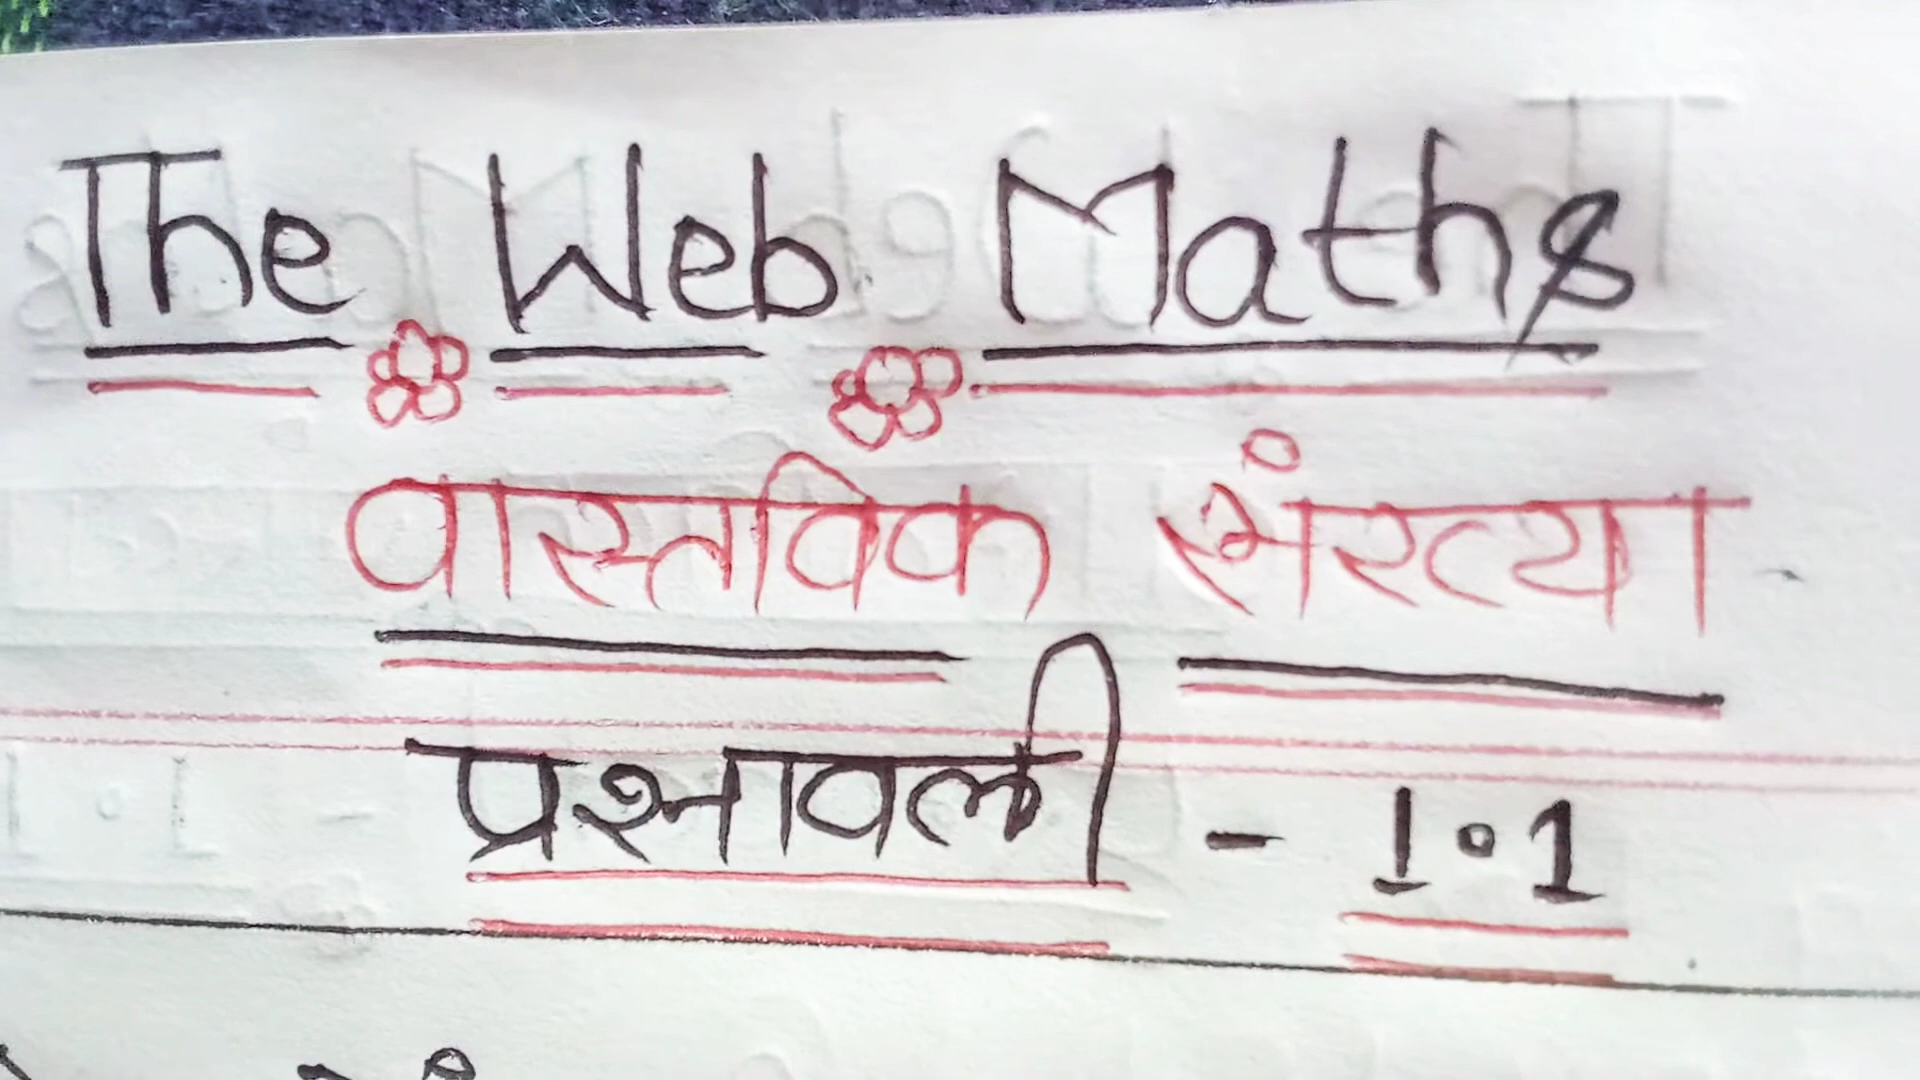 The Web Maths
वास्तविक संख्या
प्रश्नावली - 1.1